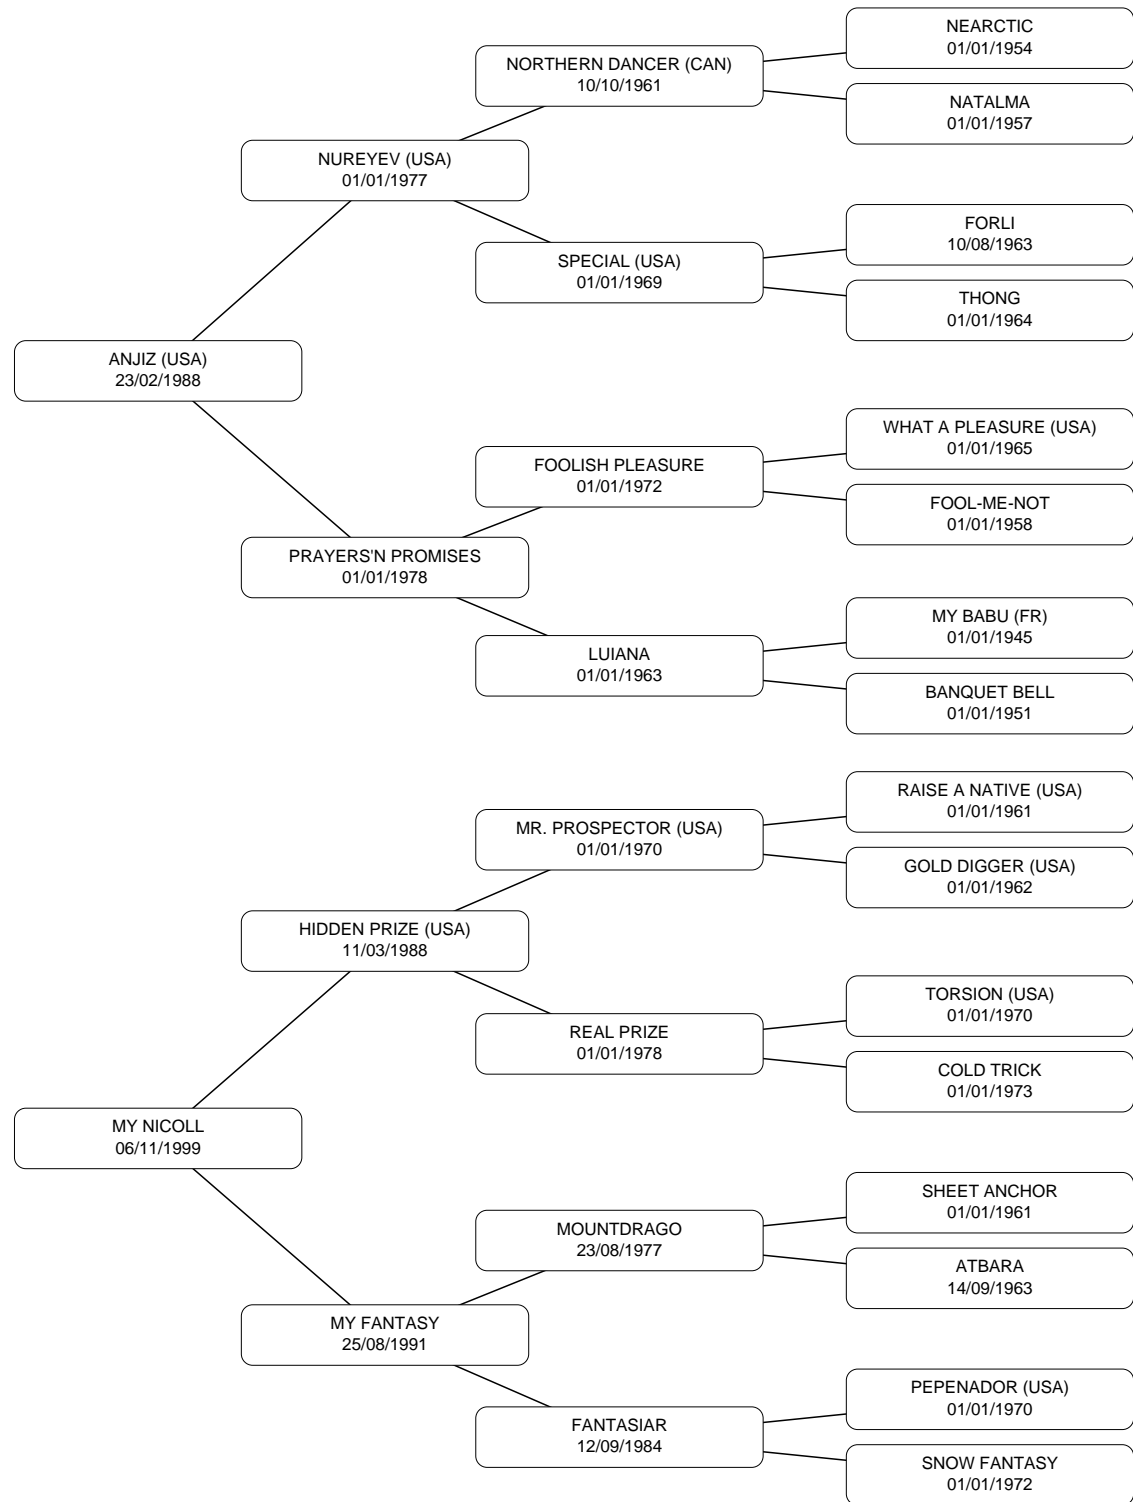 NEARCTIC
01/01/1954
NORTHERN DANCER (CAN)
10/10/1961
NATALMA
01/01/1957
NUREYEV (USA)
01/01/1977
FORLI
10/08/1963
SPECIAL (USA)
01/01/1969
THONG
01/01/1964
ANJIZ (USA)
23/02/1988
WHAT A PLEASURE (USA)
01/01/1965
FOOLISH PLEASURE
01/01/1972
FOOL-ME-NOT
01/01/1958
PRAYERS'N PROMISES
01/01/1978
MY BABU (FR)
01/01/1945
LUIANA
01/01/1963
BANQUET BELL
01/01/1951
RAISE A NATIVE (USA)
01/01/1961
MR. PROSPECTOR (USA)
01/01/1970
GOLD DIGGER (USA)
01/01/1962
HIDDEN PRIZE (USA)
11/03/1988
TORSION (USA)
01/01/1970
REAL PRIZE
01/01/1978
COLD TRICK
01/01/1973
MY NICOLL
06/11/1999
SHEET ANCHOR
01/01/1961
MOUNTDRAGO
23/08/1977
ATBARA
14/09/1963
MY FANTASY
25/08/1991
PEPENADOR (USA)
01/01/1970
FANTASIAR
12/09/1984
SNOW FANTASY
01/01/1972